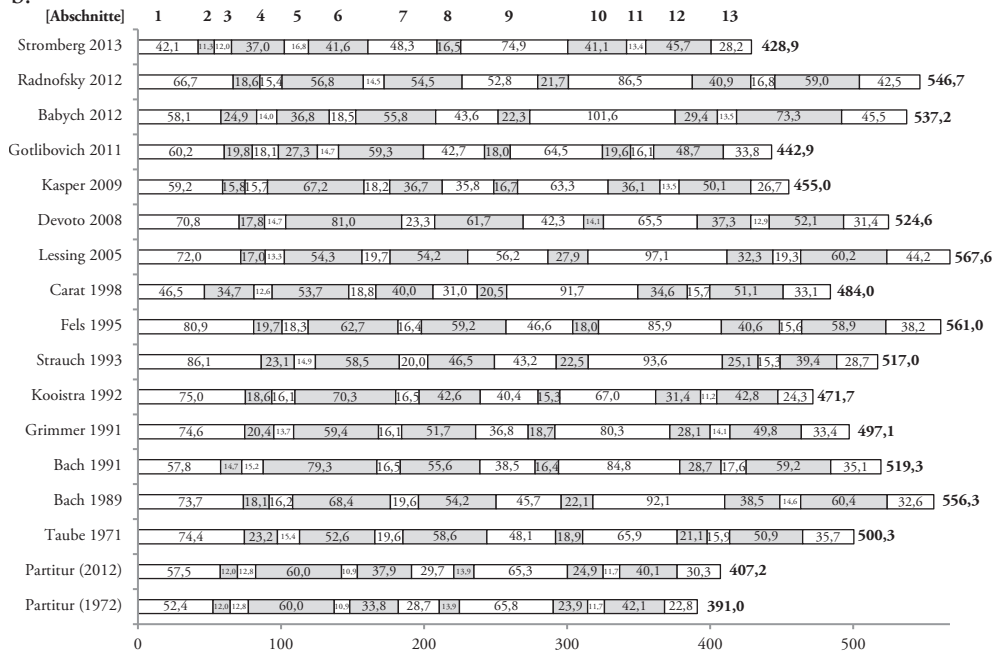 b.
[Abschnitte] 1 2 3 4 5 6 7 8 9 10 11 12 13
Stromberg 2013 42,1 11,3 12,0 37,0 16,8 41,6 48,3 16,5 74,9 41,1 13,4 45,7 28,2 428,9
Radnofsky 2012 66,7 18,6 15,4 56,8 14,5 54,5 52,8 21,7 86,5 40,9 16,8 59,0 42,5 546,7
Babych 2012 58,1 24,9 14,0 36,8 18,5 55,8 43,6 22,3 101,6 29,4 13,5 73,3 45,5 537,2
Gotlibovich 2011 60,2 19,8 18,1 27,3 14,7 59,3 42,7 18,0 64,5 19,6 16,1 48,7 33,8 442,9
Kasper 2009 59,2 15,8 15,7 67,2 18,2 36,7 35,8 16,7 63,3 36,1 13,5 50,1 26,7 455,0
Devoto 2008 70,8 17,8 14,7 81,0 23,3 61,7 42,3 14,1 65,5 37,3 12,9 52,1 31,4 524,6
Lessing 2005 72,0 17,0 13,3 54,3 19,7 54,2 56,2 27,9 97,1 32,3 19,3 60,2 44,2 567,6
Carat 1998 46,5 34,7 12,6 53,7 18,8 40,0 31,0 20,5 91,7 34,6 15,7 51,1 33,1 484,0
Fels 1995 80,9 19,7 18,3 62,7 16,4 59,2 46,6 18,0 85,9 40,6 15,6 58,9 38,2 561,0
Strauch 1993 86,1 23,1 14,9 58,5 20,0 46,5 43,2 22,5 93,6 25,1 15,3 39,4 28,7 517,0
Kooistra 1992 75,0 18,6 16,1 70,3 16,5 42,6 40,4 15,3 67,0 31,4 11,2 42,8 24,3 471,7
Grimmer 1991 74,6 20,4 13,7 59,4 16,1 51,7 36,8 18,7 80,3 28,1 14,1 49,8 33,4 497,1
Bach 1991 57,8 14,7 15,2 79,3 16,5 55,6 38,5 16,4 84,8 28,7 17,6 59,2 35,1 519,3
Bach 1989 73,7 18,1 16,2 68,4 19,6 54,2 45,7 22,1 92,1 38,5 14,6 60,4 32,6 556,3
Taube 1971 74,4 23,2 15,4 52,6 19,6 58,6 48,1 18,9 65,9 21,1 15,9 50,9 35,7 500,3
Partitur (2012) 57,5 12,0 12,8 60,0 10,9 37,9 29,7 13,9 65,3 24,9 11,7 40,1 30,3 407,2
Partitur (1972) 52,4 12,0 12,8 60,0 10,9 33,8 28,7 13,9 65,8 23,9 11,7 42,1 22,8 391,0
0 100 200 300 400 500